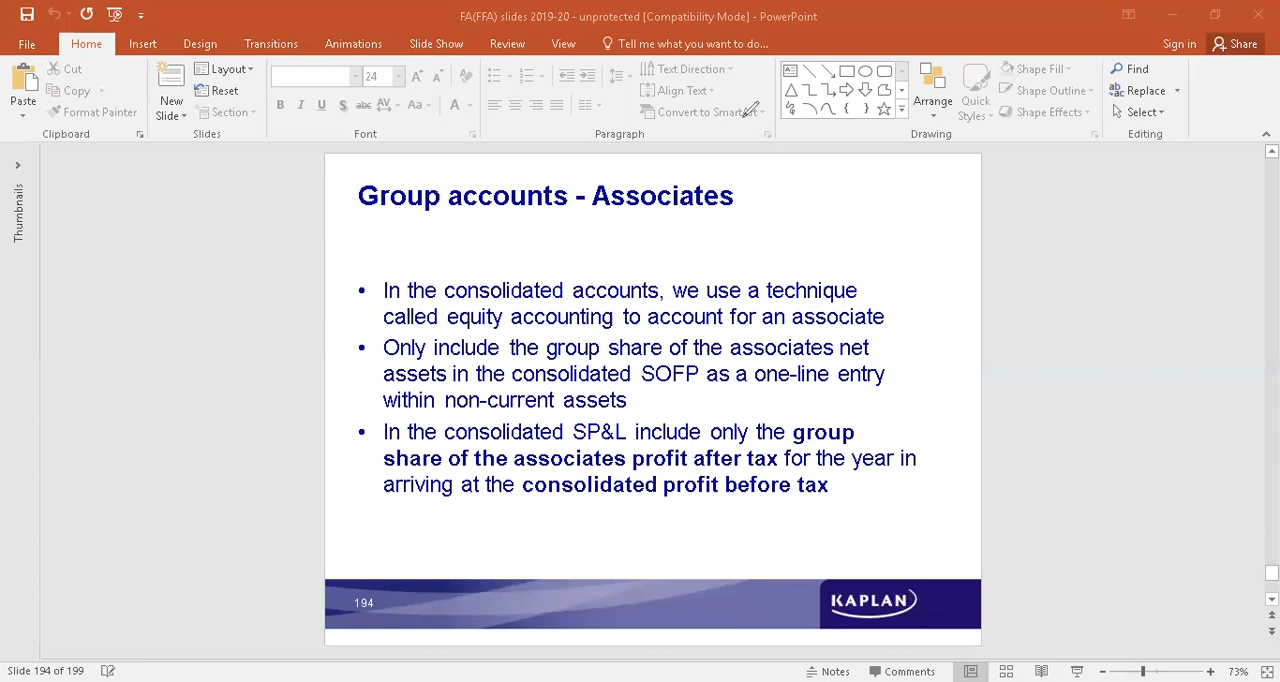 FA(FFA) slides 2019-20 - unprotected [Compatibility Mode] - PowerPoint
File Home Insert Design Transitions Animations Slide Show Review View Tell me what you want to do... Sign in Share
Paste
Cut
Copy
Format Painter
Clipboard
New
Slide
Layout
Reset
Section
Slides
24
B I U S abc AV Aa A
Font
Text Direction
Align Text
Convert to SmartArt
Paragraph
Arrange
Quick
Styles
Shape Fill
Shape Outline
Shape Effects
Drawing
Find
Replace
Select
Editing
Thumbnails
Group accounts - Associates
• In the consolidated accounts, we use a technique
called equity accounting to account for an associate
• Only include the group share of the associates net
assets in the consolidated SOFP as a one-line entry
within non-current assets
• In the consolidated SP&L include only the group
share of the associates profit after tax for the year in
arriving at the consolidated profit before tax
194
KAPLAN
Slide 194 of 199 Notes Comments 73%